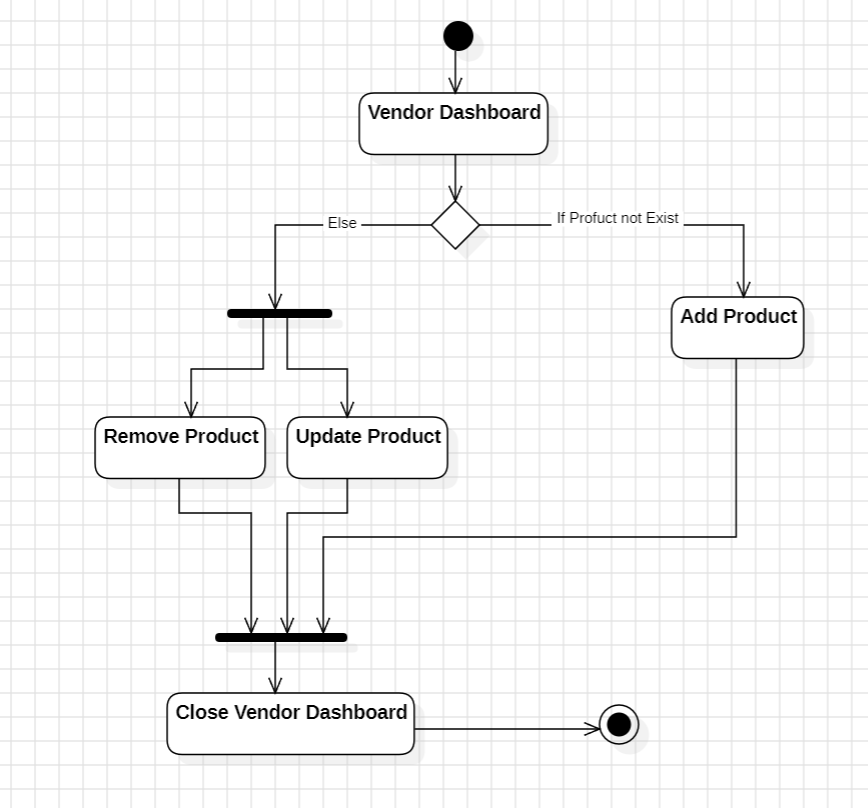 Vendor Dashboard
Else
If Profuct not Exist
Add Product
Remove Product
Update Product
Close Vendor Dashboard